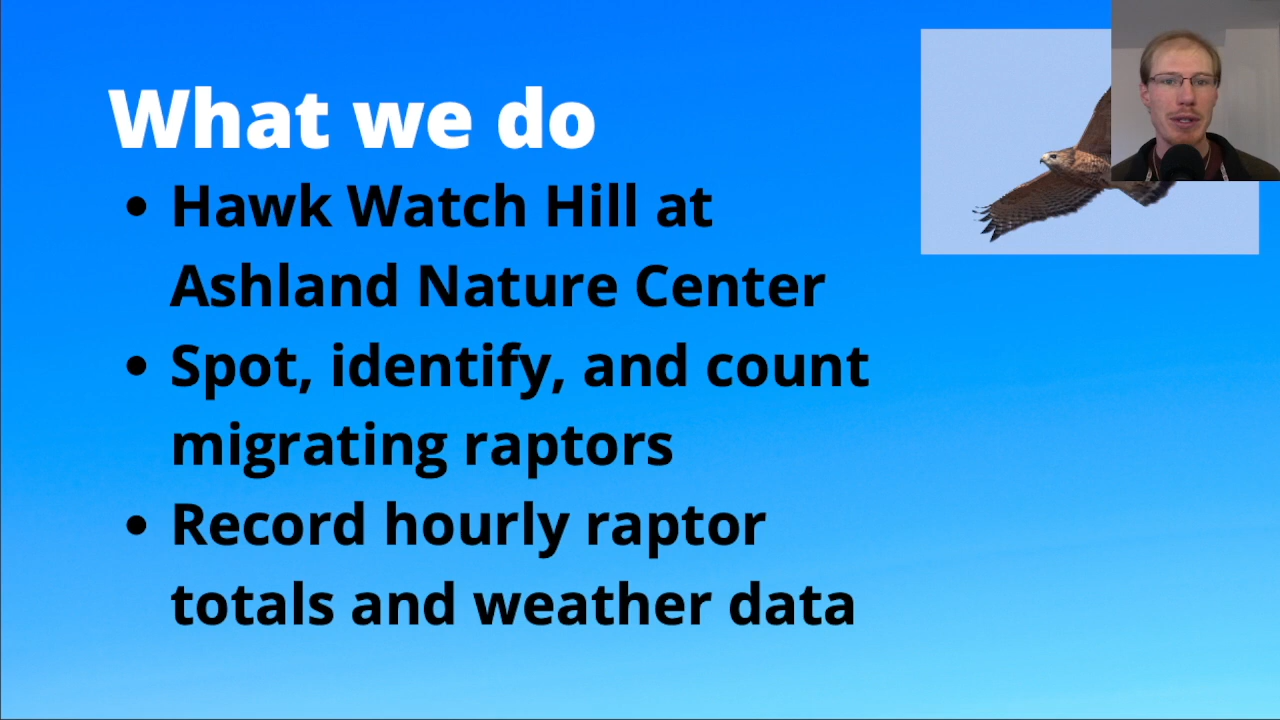 What we do
• Hawk Watch Hill at
Ashland Nature Center
• Spot, identify, and count
migrating raptors
• Record hourly raptor
totals and weather data